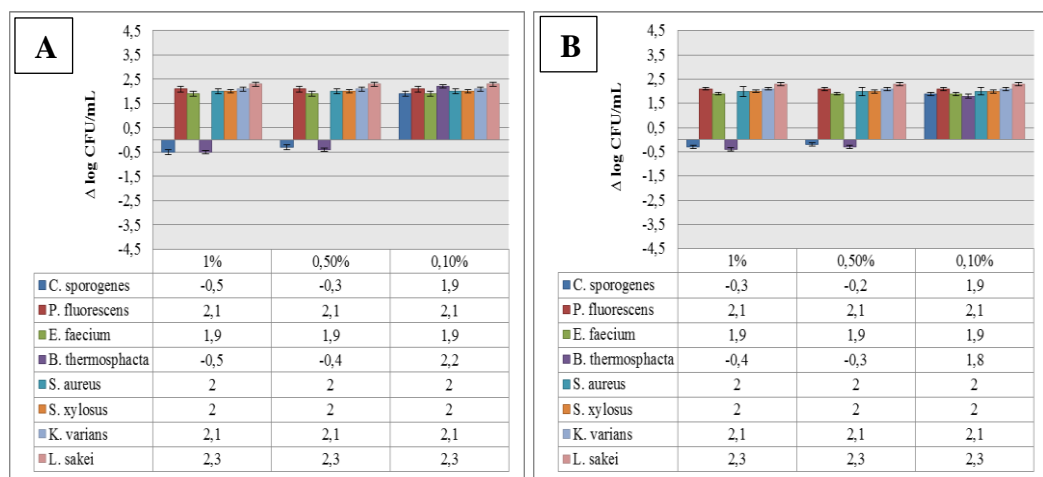 A
Δ log CFU/mL
4,5
3,5
2,5
1,5
0,5
-0,5
-1,5
-2,5
-3,5
-4,5
1% 0,50% 0,10%
C. sporogenes -0,5 -0,3 1,9
P. fluorescens 2,1 2,1 2,1
E. faecium 1,9 1,9 1,9
B. thermosphacta -0,5 -0,4 2,2
S. aureus 2 2 2
S. xylosus 2 2 2
K. varians 2,1 2,1 2,1
L. sakei 2,3 2,3 2,3
B
Δ log CFU/mL
4,5
3,5
2,5
1,5
0,5
-0,5
-1,5
-2,5
-3,5
-4,5
1% 0,50% 0,10%
C. sporogenes -0,3 -0,2 1,9
P. fluorescens 2,1 2,1 2,1
E. faecium 1,9 1,9 1,9
B. thermosphacta -0,4 -0,3 1,8
S. aureus 2 2 2
S. xylosus 2 2 2
K. varians 2,1 2,1 2,1
L. sakei 2,3 2,3 2,3